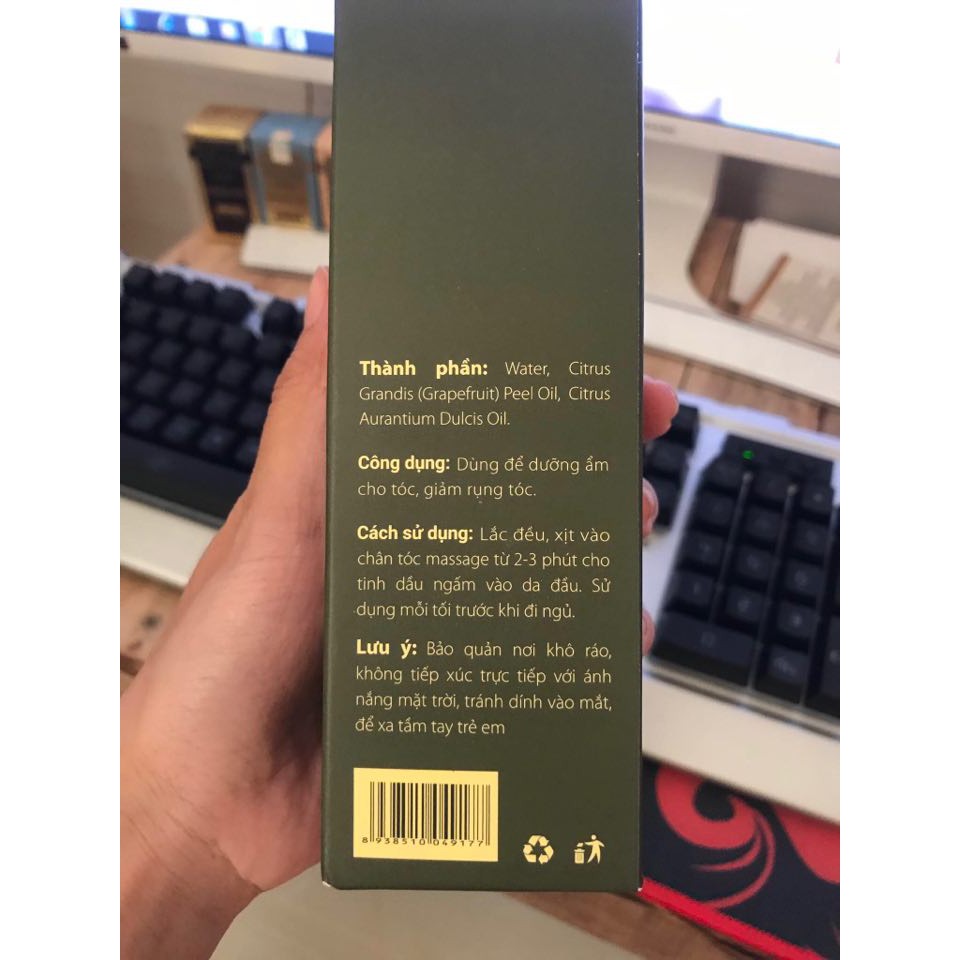 Thành phần: Water, Citrus
Grandis (Grapefruit) Peel Oil, Citrus
Aurantium Dulcis Oil.
Công dụng: Dùng để dưỡng ẩm
cho tóc, giảm rụng tóc.
Cách sử dụng: Lắc đều, xịt vào
chân tóc massage từ 2-3 phút cho
tinh dầu ngấm vào da đầu. Sử
dụng mỗi tối trước khi đi ngủ.
Lưu ý: Bảo quản nơi khô ráo,
không tiếp xúc trực tiếp với ánh
nắng mặt trời, tránh dính vào mắt,
để xa tầm tay trẻ em
8 938510 049177